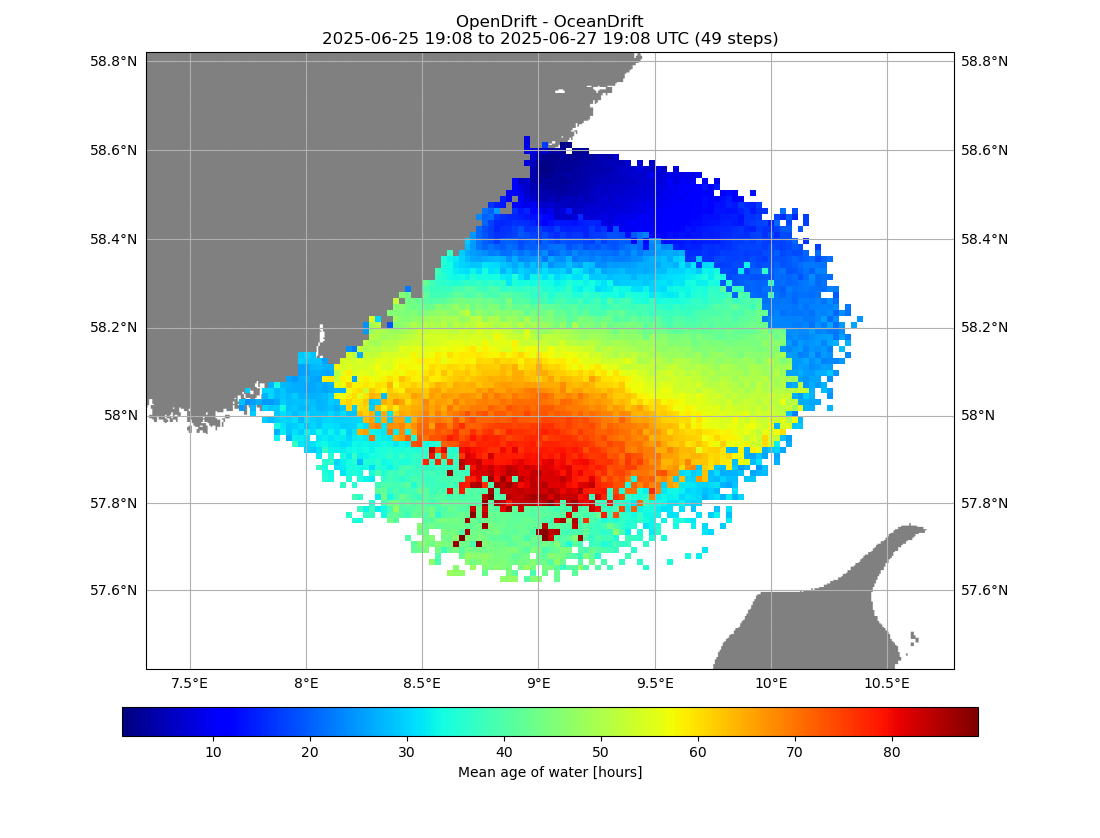 OpenDrift - OceanDrift
2025-06-25 19:08 to 2025-06-27 19:08 UTC (49 steps)
58.8°N 58.8°N
58.6°N 58.6°N
58.4°N 58.4°N
58.2°N 58.2°N
58°N 58°N
57.8°N 57.8°N
57.6°N 57.6°N
7.5°E 8°E 8.5°E 9°E 9.5°E 10°E 10.5°E
10 20 30 40 50 60 70 80
Mean age of water [hours]